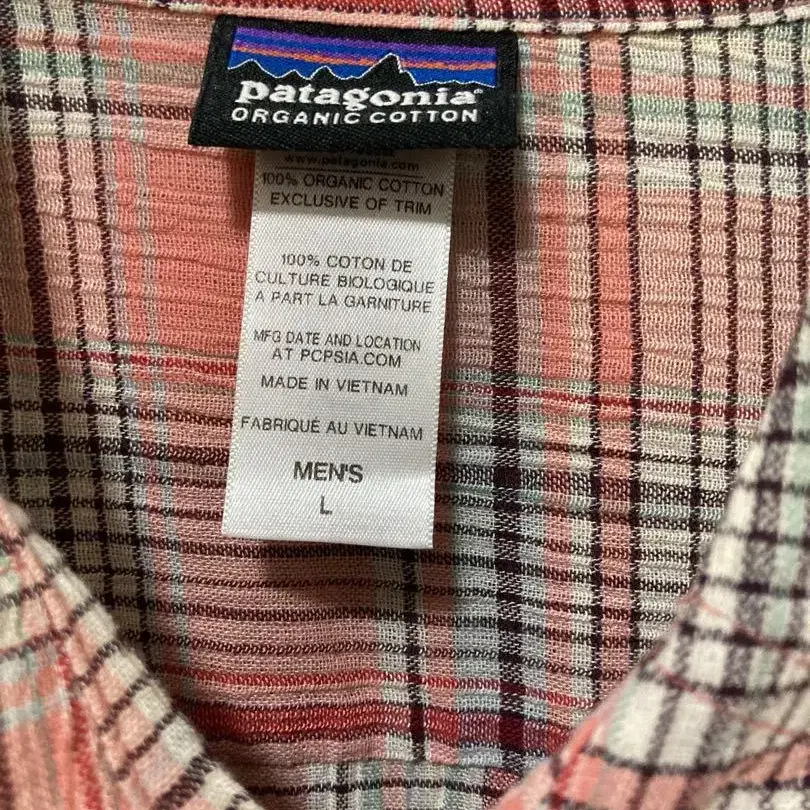 patagonia®
ORGANIC COTTON
www.patagonia.com
100% ORGANIC COTTON
EXCLUSIVE OF TRIM
100% COTON DE
CULTURE BIOLOGIQUE
A PART LA GARNITURE
MFG DATE AND LOCATION
AT PCPSIA.COM
MADE IN VIETNAM
FABRIQUÉ AU VIETNAM
MEN'S
L